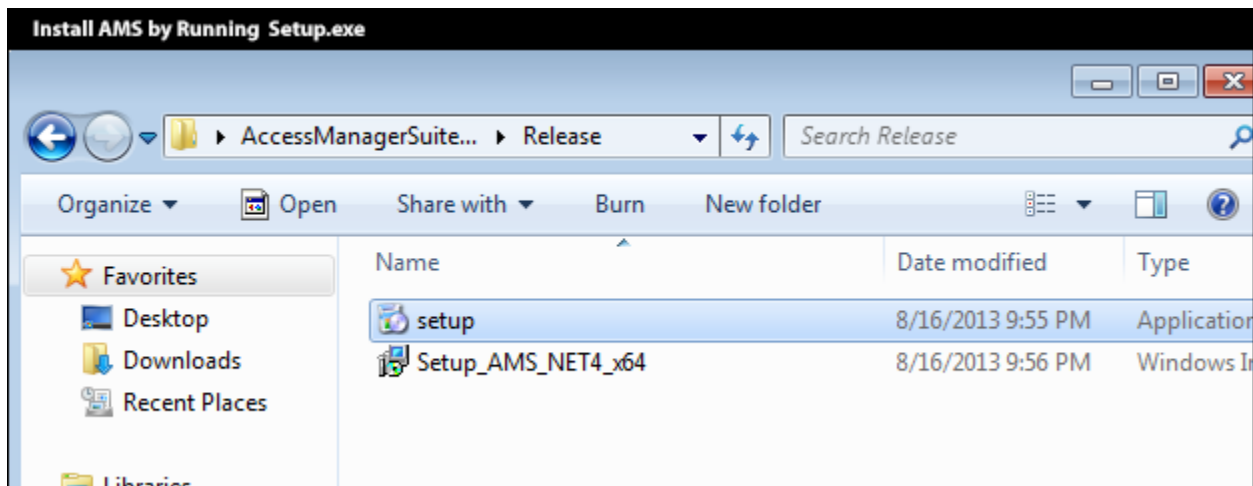 Install AMS by Running Setup.exe
AccessManagerSuite... Release Search Release
Organize Open Share with Burn New folder
Favorites Name Date modified Type
Desktop setup 8/16/2013 9:55 PM Application
Downloads Setup_AMS_NET4_x64 8/16/2013 9:56 PM Windows
Recent Places
Libraries